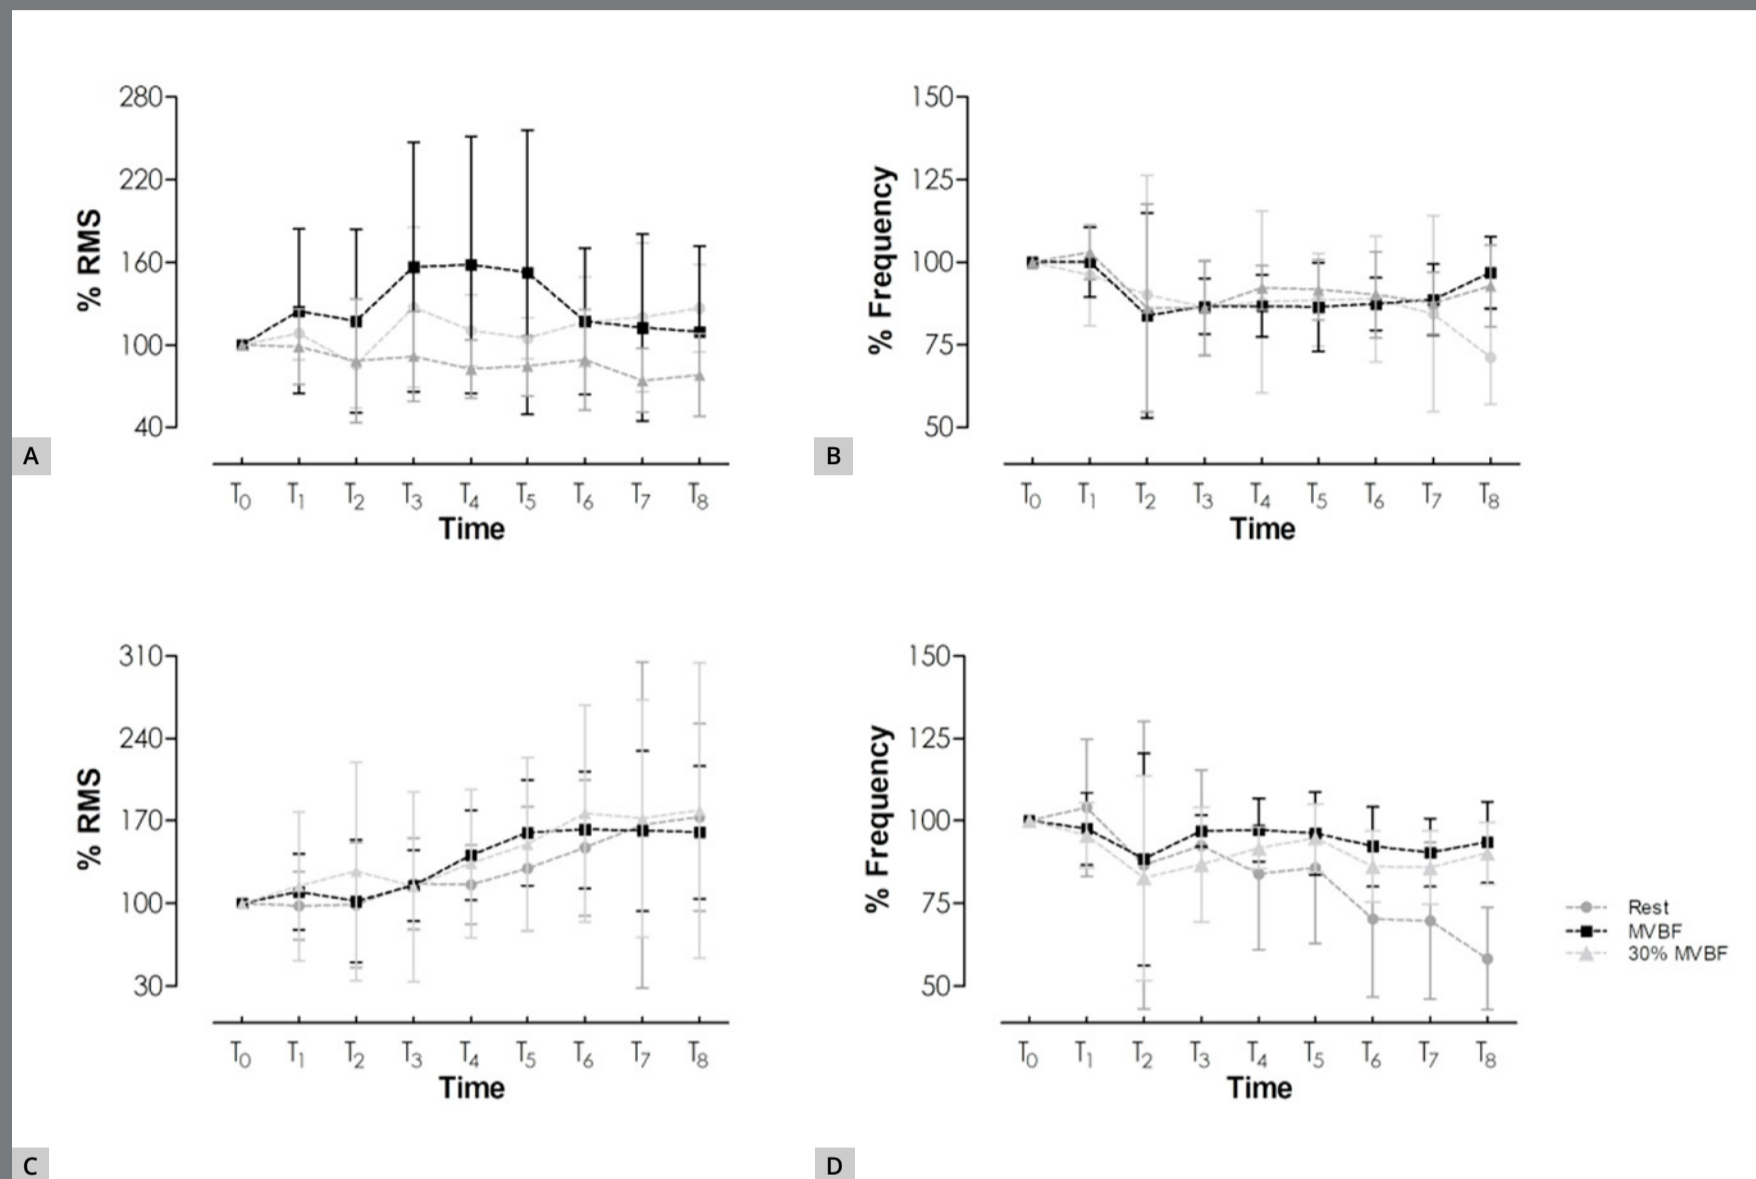 280
220
160
100
40
% RMS
T0 T1 T2 T3 T4 T5 T6 T7 T8
Time
A
150
125
100
75
50
% Frequency
T0 T1 T2 T3 T4 T5 T6 T7 T8
Time
B
310
240
170
100
30
% RMS
T0 T1 T2 T3 T4 T5 T6 T7 T8
Time
C
150
125
100
75
50
% Frequency
T0 T1 T2 T3 T4 T5 T6 T7 T8
Time
D
Rest
MVBF
30% MVBF